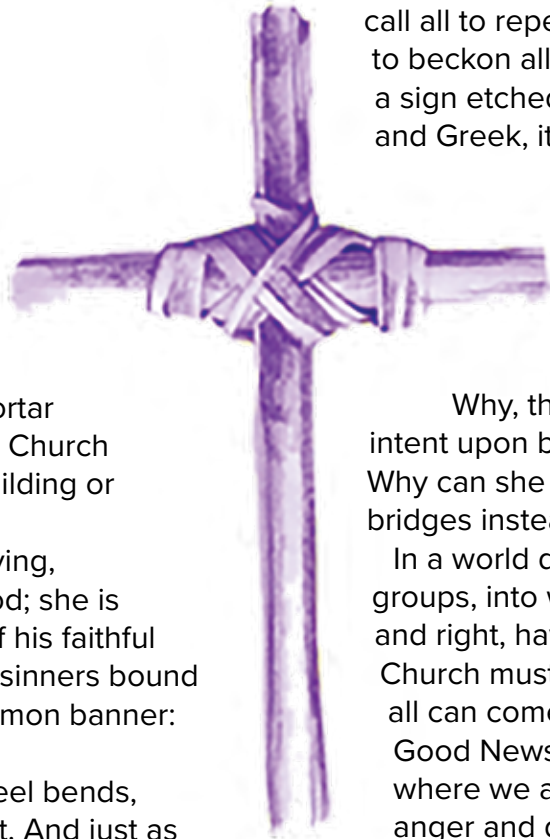 ortar
Church
ilding or
ving,
od; she is
f his faithful
sinners bound
mon banner:
eel bends,
t. And just as
call all to repe
to beckon all
a sign etched
and Greek, it
Why, th
intent upon b
Why can she
bridges instea
In a world d
groups, into w
and right, hav
Church must
all can come
Good News
where we a
anger and